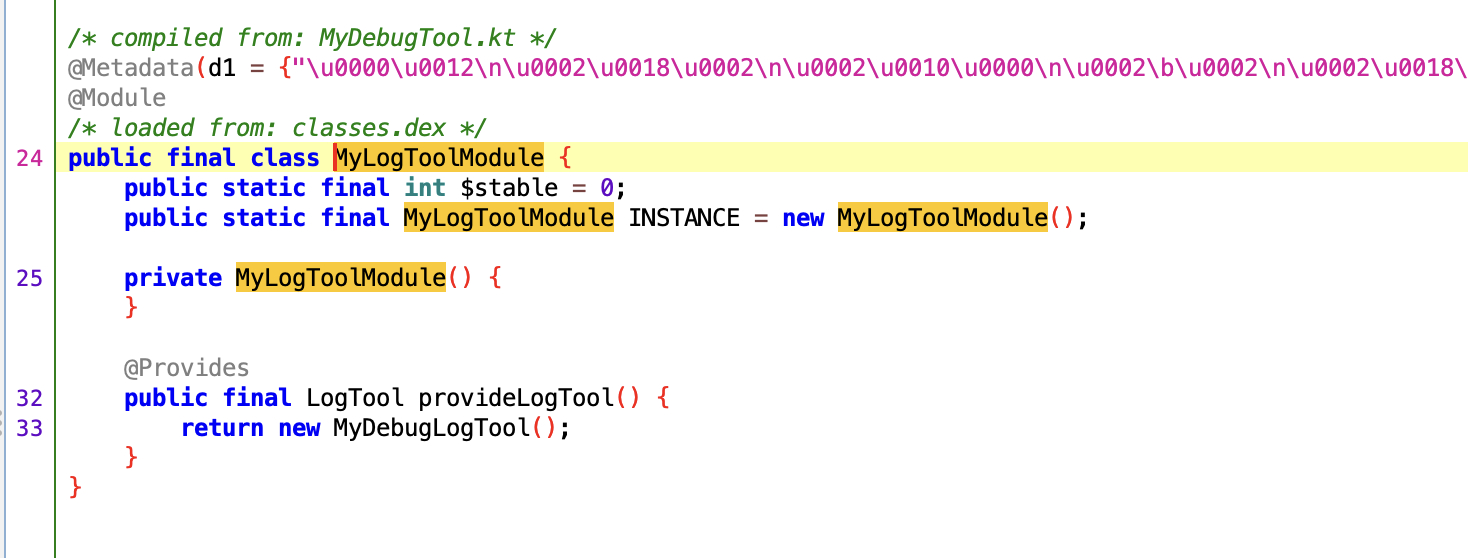 /* compiled from: MyDebugTool.kt */
@Metadata(d1 = {"\u0000\u0012\n\u0002\u0018\u0002\n\u0002\u0010\u0000\n\u0002\b\u0002\n\u0002\u0018\
@Module
/* loaded from: classes.dex */
24 public final class MyLogToolModule {
public static final int $stable = 0;
public static final MyLogToolModule INSTANCE = new MyLogToolModule();
25 private MyLogToolModule() {
}
@Provides
32 public final LogTool provideLogTool() {
33 return new MyDebugLogTool();
}
}